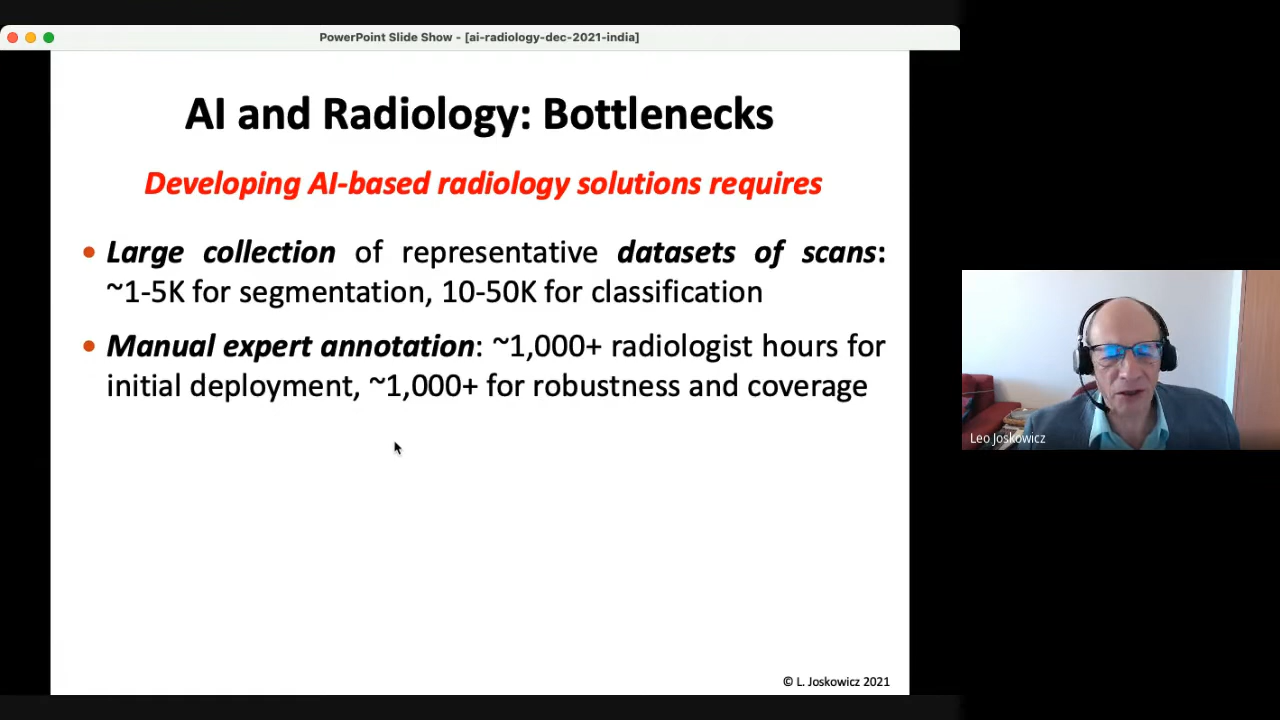 PowerPoint Slide Show - [ai-radiology-dec-2021-india]
AI and Radiology: Bottlenecks
Developing AI-based radiology solutions requires
• Large collection of representative datasets of scans:
~1-5K for segmentation, 10-50K for classification
• Manual expert annotation: ~1,000+ radiologist hours for
initial deployment, ~1,000+ for robustness and coverage
© L. Joskowicz 2021
Leo Joskowicz